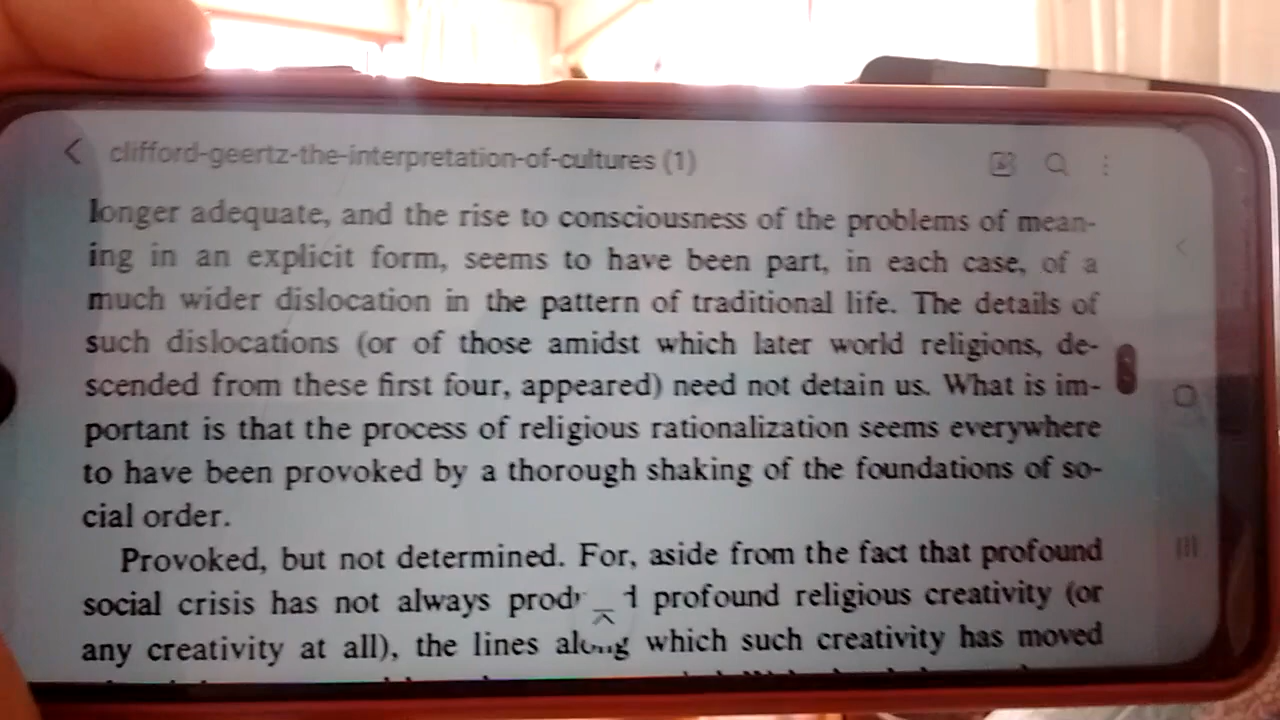 clifford-geertz-the-interpretation-of-cultures (1)
longer adequate, and the rise to consciousness of the problems of mean-
ing in an explicit form, seems to have been part, in each case, of a
much wider dislocation in the pattern of traditional life. The details of
such dislocations (or of those amidst which later world religions, de-
scended from these first four, appeared) need not detain us. What is im-
portant is that the process of religious rationalization seems everywhere
to have been provoked by a thorough shaking of the foundations of so-
cial order.
Provoked, but not determined. For, aside from the fact that profound
social crisis has not always profound religious creativity (or
any creativity at all), the lines along which such creativity has moved